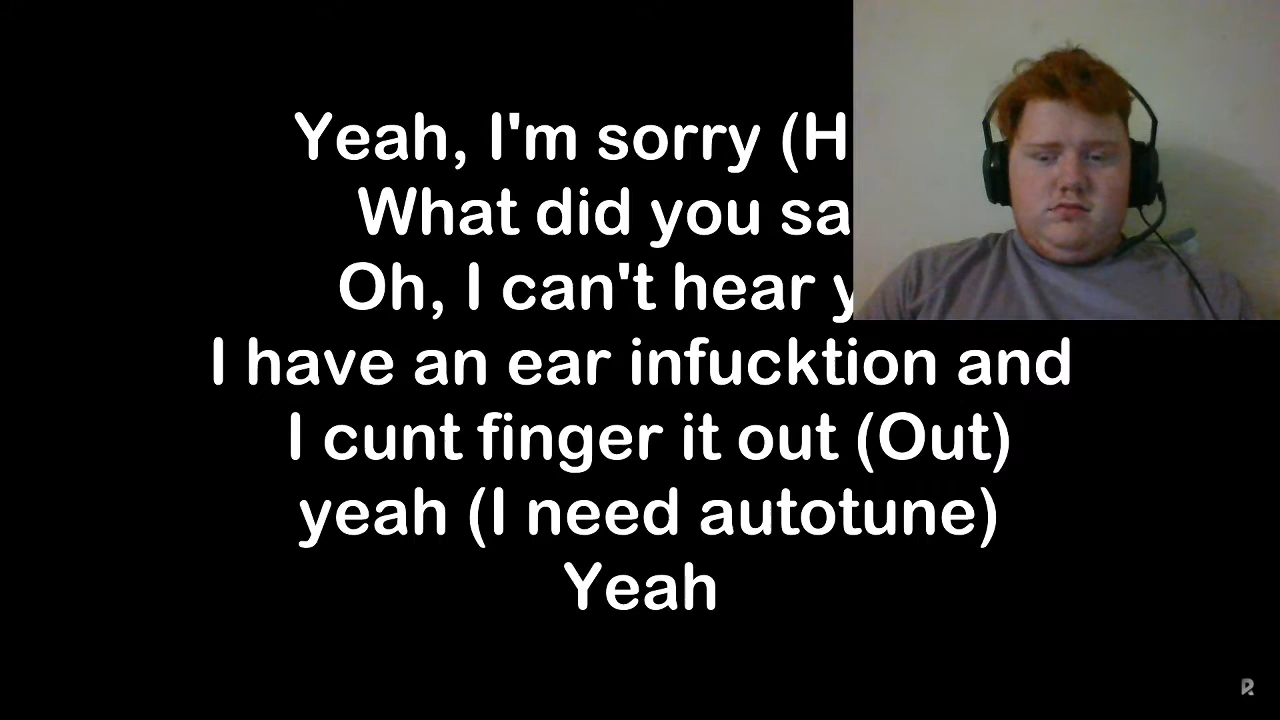 Yeah, I'm sorry (H
What did you sa
Oh, I can't hear y
I have an ear infucktion and
I cunt finger it out (Out)
yeah (I need autotune)
Yeah